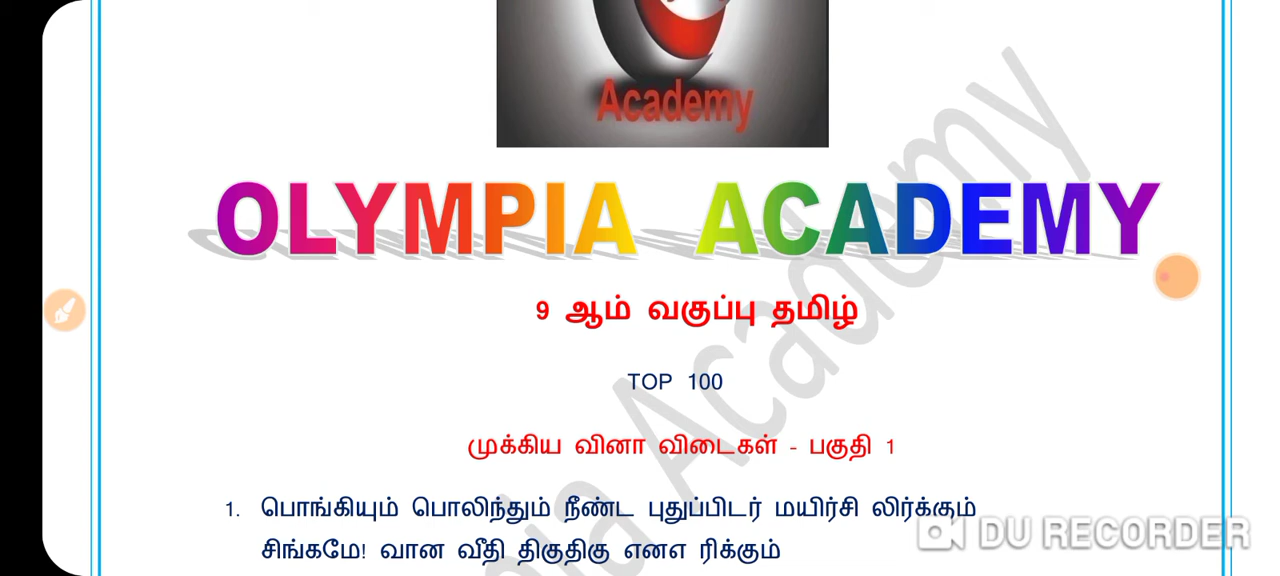 Academy
OLYMPIA ACADEMY
9 ஆம் வகுப்பு தமிழ்
TOP 100
முக்கிய வினா விடைகள் - பகுதி 1
1. பொங்கியும் பொலிந்தும் நீண்ட புதுப்பிடர் மயிர்சி லிர்க்கும்
சிங்கமே! வான வீதி திகுதிகு எனஎ ரிக்கும்
DU RECORDER
Academy